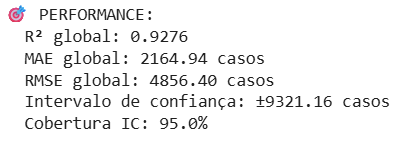 🎯 PERFORMANCE:
R² global: 0.9276
MAE global: 2164.94 casos
RMSE global: 4856.40 casos
Intervalo de confiança: ±9321.16 casos
Cobertura IC: 95.0%